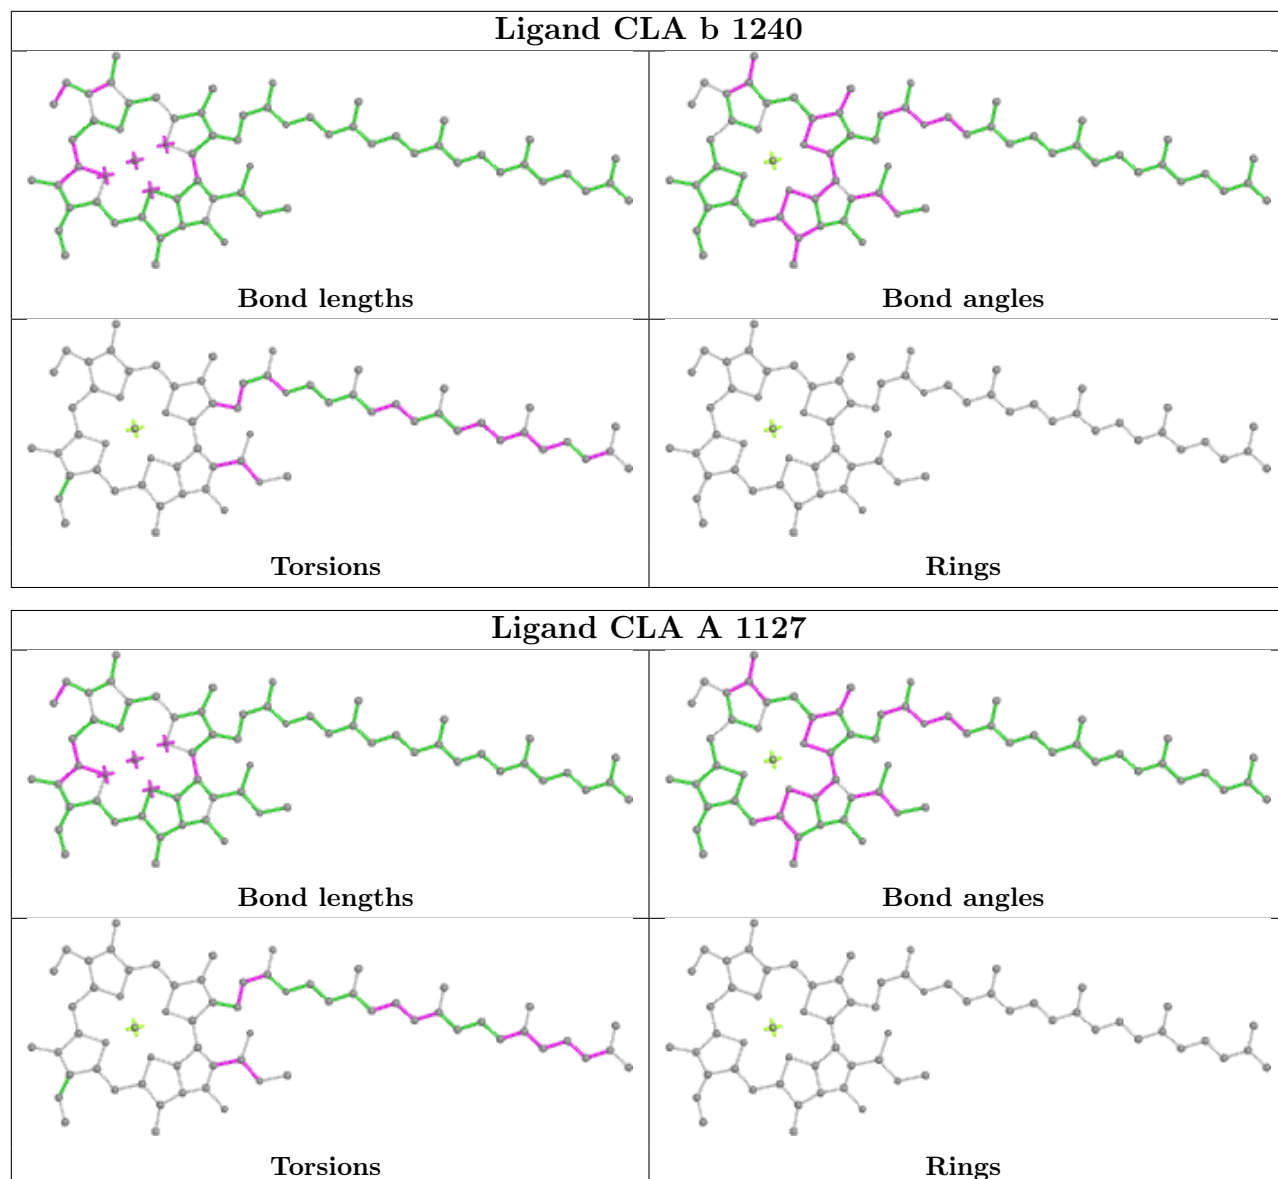 Ligand CLA b 1240
Bond lengths
Bond angles
Torsions
Rings
Ligand CLA A 1127
Bond lengths
Bond angles
Torsions
Rings